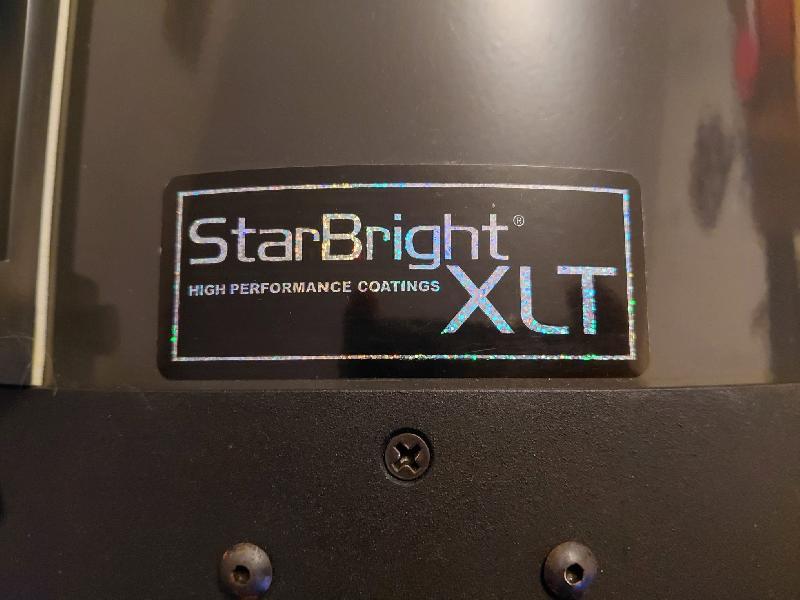 StarBright®
HIGH PERFORMANCE COATINGS
XLT